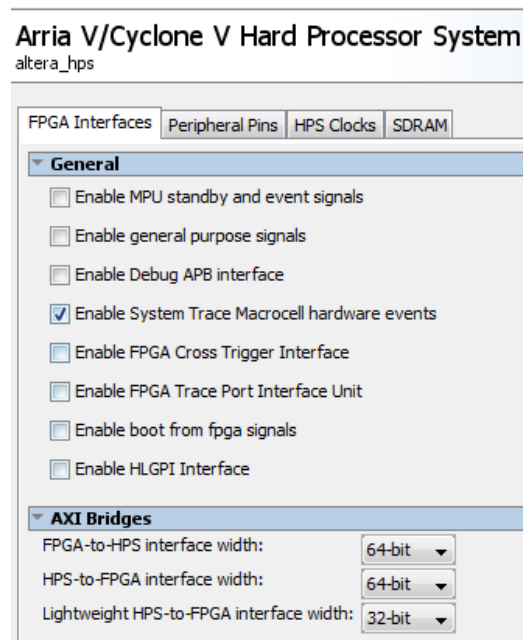 Arria V/Cyclone V Hard Processor System
altera_hps
FPGA Interfaces Peripheral Pins HPS Clocks SDRAM
General
Enable MPU standby and event signals
Enable general purpose signals
Enable Debug APB interface
Enable System Trace Macrocell hardware events
Enable FPGA Cross Trigger Interface
Enable FPGA Trace Port Interface Unit
Enable boot from fpga signals
Enable HLGPI Interface
AXI Bridges
FPGA-to-HPS interface width: 64-bit
HPS-to-FPGA interface width: 64-bit
Lightweight HPS-to-FPGA interface width: 32-bit